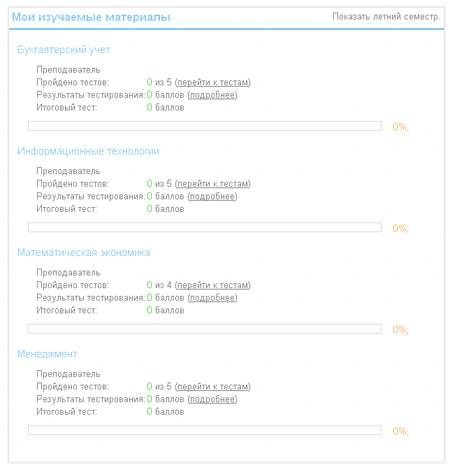 Мои изучаемые материалы
Показать летний семестр.
Бухгалтерский учет
Преподаватель
Пройдено тестов: 0 из 5 (перейти к тестам)
Результаты тестирования: 0 баллов (подробнее)
Итоговый тест: 0 баллов
0%;
Информационные технологии
Преподаватель
Пройдено тестов: 0 из 5 (перейти к тестам)
Результаты тестирования: 0 баллов (подробнее)
Итоговый тест: 0 баллов
0%;
Математическая экономика
Преподаватель
Пройдено тестов: 0 из 4 (перейти к тестам)
Результаты тестирования: 0 баллов (подробнее)
Итоговый тест: 0 баллов
0%;
Менеджмент
Преподаватель
Пройдено тестов: 0 из 5 (перейти к тестам)
Результаты тестирования: 0 баллов (подробнее)
Итоговый тест: 0 баллов
0%;